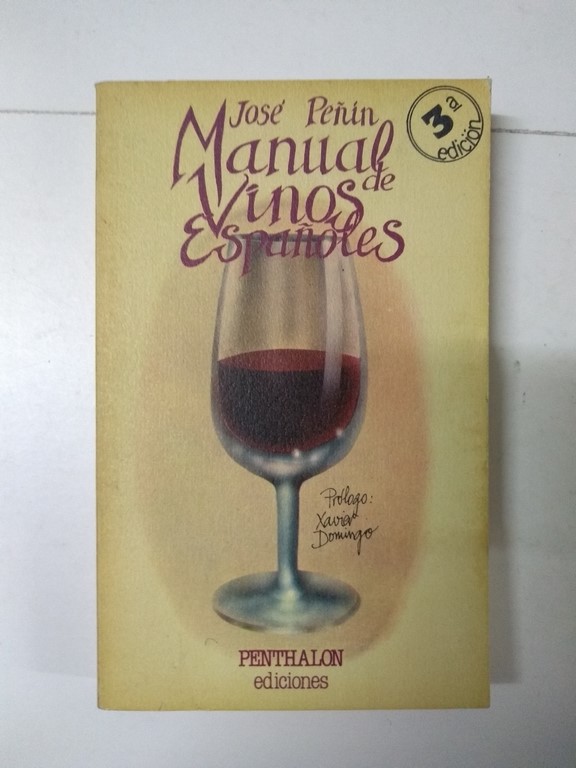 José Peñín
3ª
edición
Manual
de
Vinos
Españoles
Prólogo:
Xavier
Domingo
PENTHALON
ediciones